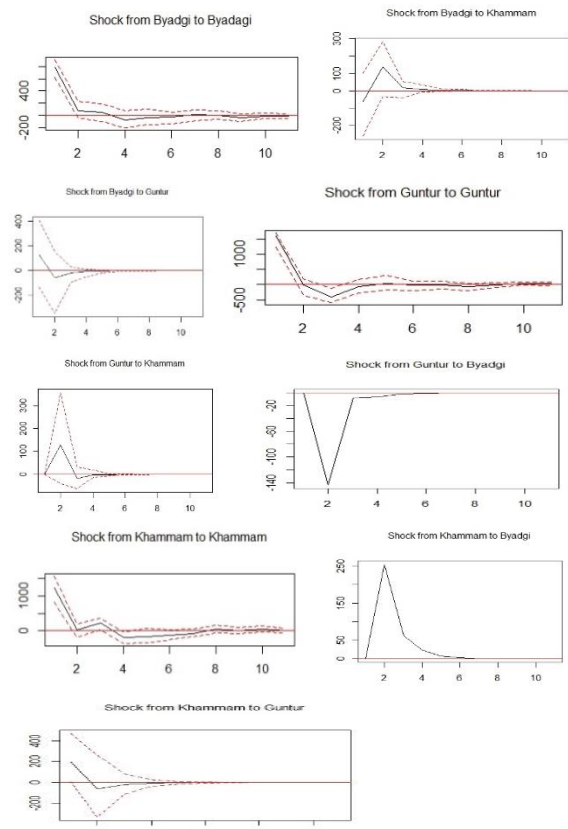 Shock from Byadgi to Byadagi
400
-200
2 4 6 8 10
Shock from Byadgi to Khammam
300
100
0
-200
2 4 6 8 10
Shock from Byadgi to Guntur
400
200
0
-200
2 4 6 8 10
Shock from Guntur to Guntur
1000
-500
2 4 6 8 10
Shock from Guntur to Khammam
300
200
100
0
2 4 6 8 10
Shock from Guntur to Byadgi
-20
-60
-100
-140
2 4 6 8 10
Shock from Khammam to Khammam
1000
0
2 4 6 8 10
Shock from Khammam to Byadgi
250
150
50
0
2 4 6 8 10
Shock from Khammam to Guntur
400
200
0
-200